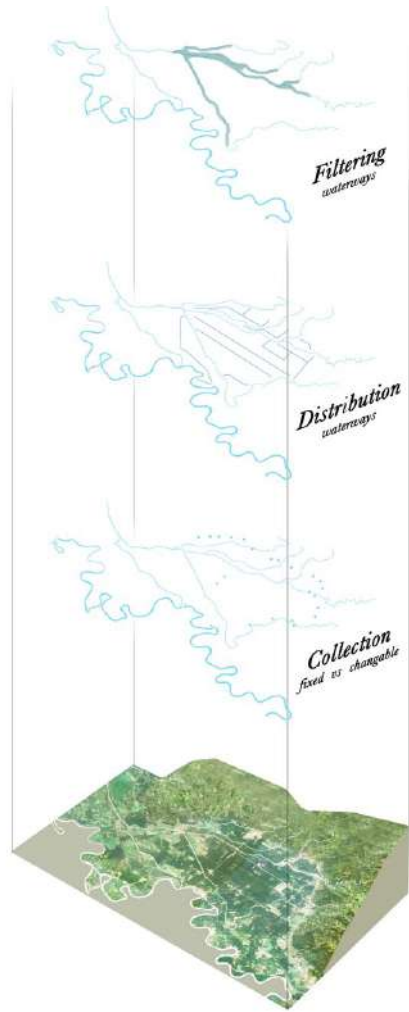 Filtering
waterways
Distribution
waterways
Collection
fixed vs changable